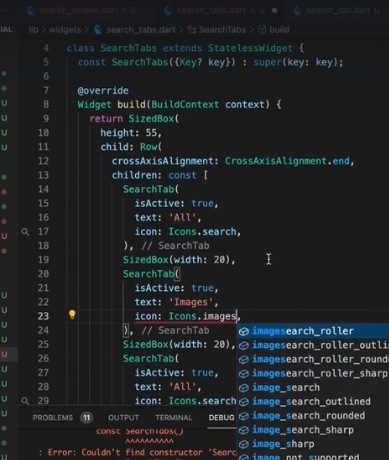 search_screen.dart 1
search_tabs.dart 4
search_tab.dart U
lib > widgets > search_tabs.dart > SearchTabs > build
4 class SearchTabs extends StatelessWidget {
5 const SearchTabs({Key? key}) : super(key: key);
6
7 @override
8 Widget build(BuildContext context) {
9 return SizedBox(
10 height: 55,
11 child: Row(
12 crossAxisAlignment: CrossAxisAlignment.end,
13 children: const [
14 SearchTab(
15 isActive: true,
16 text: 'All',
17 icon: Icons.search,
18 ), // SearchTab
19 SizedBox(width: 20),
20 SearchTab(
21 isActive: true,
22 text: 'Images',
23 icon: Icons.images,
24 ), // SearchTab
25 SizedBox(width: 20),
26 SearchTab(
27 isActive: true,
28 text: 'All',
29 icon: Icons.search
imagesearch_roller
imagesearch_roller_outli
imagesearch_roller_rounde
imagesearch_roller_sharp
image_search
image_search_outlined
image_search_rounded
image_search_sharp
image_sharp
image_not_supported
PROBLEMS 11 OUTPUT TERMINAL DEBUG
const SearchTabs()
^^^^^^^^^^
: Error: Couldn't find constructor 'Searc